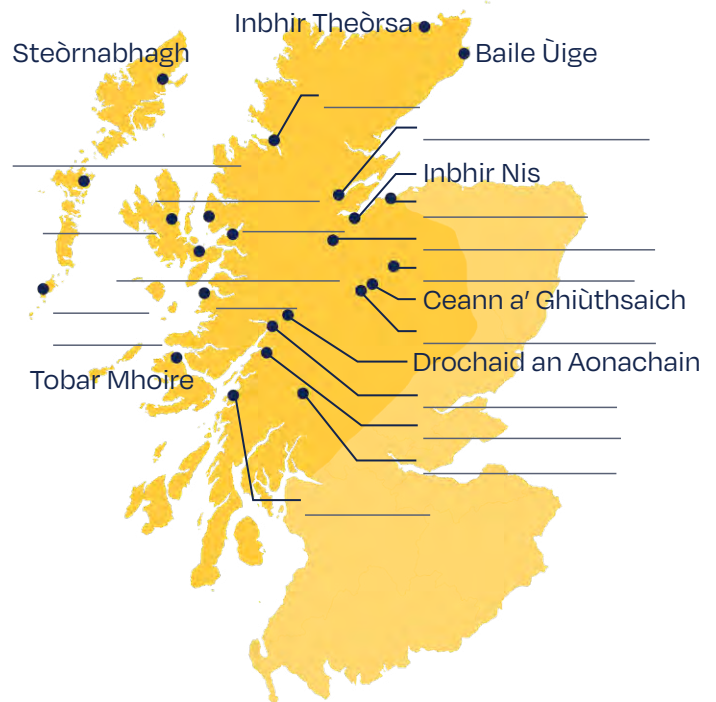 Inbhir Theòrsa
Steòrnabhagh
Baile Ùige
Inbhir Nis
Ceann a’ Ghiùthsaich
Drochaid an Aonachain
Tobar Mhoire